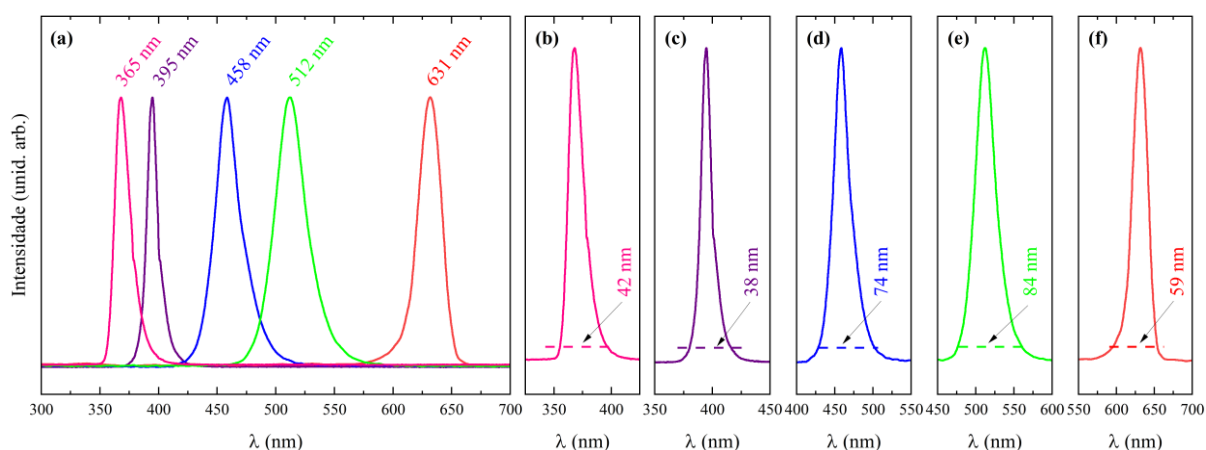 (a)
365 nm
395 nm
458 nm
512 nm
631 nm
Intensidade (unid. arb.)
300 350 400 450 500 550 600 650 700
λ (nm)
(b)
42 nm
350 400
λ (nm)
(c)
38 nm
350 400 450
λ (nm)
(d)
74 nm
400 450 500 550
λ (nm)
(e)
84 nm
450 500 550 600
λ (nm)
(f)
59 nm
550 600 650 700
λ (nm)